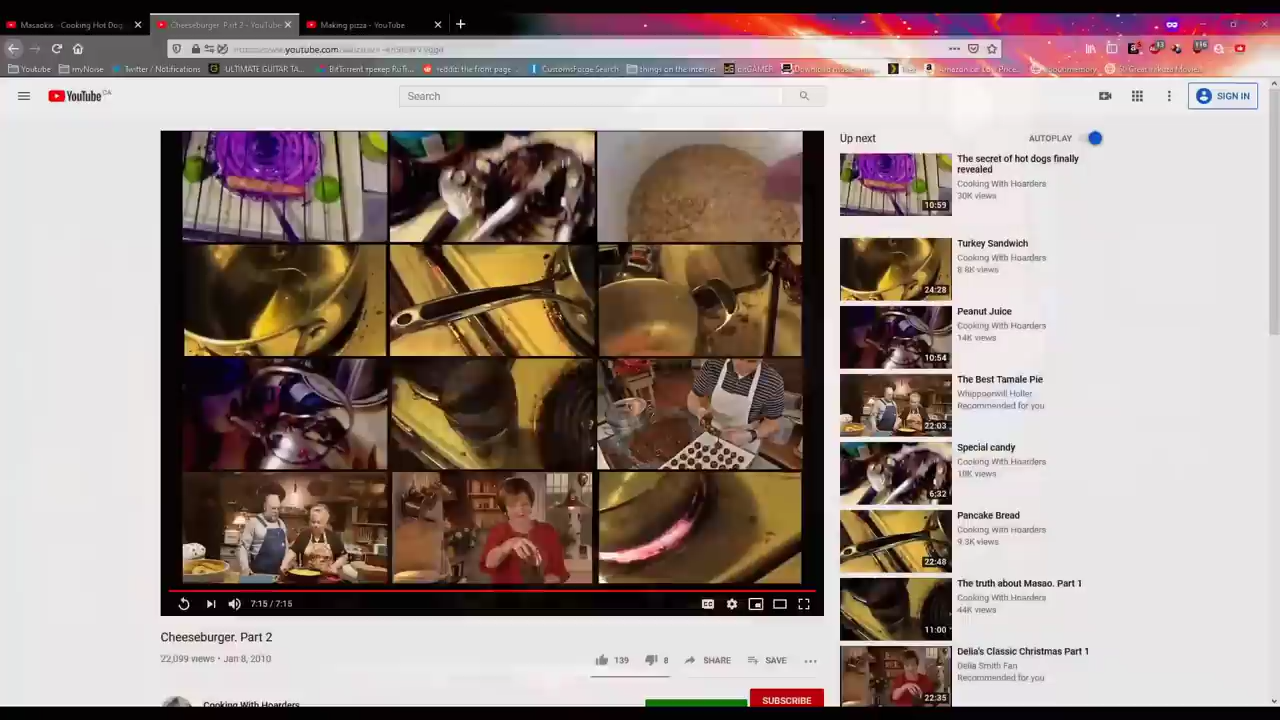 Masaokis - Cooking Hot Dog
Cheeseburger. Part 2 - YouTube
Making pizza - YouTube
youtube.com
Youtube
myNoise
Twitter / Notifications
ULTIMATE GUITAR TA...
reddit: the front page
CustomsForge Search
things on the internet
YouTube CA
Search
SIGN IN
Up next
AUTOPLAY
The secret of hot dogs finally
revealed
Cooking With Hoarders
30K views
10:59
Turkey Sandwich
Cooking With Hoarders
8.8K views
24:28
Peanut Juice
Cooking With Hoarders
14K views
10:54
The Best Tamale Pie
Whippoorwill Holler
Recommended for you
22:03
Special candy
Cooking With Hoarders
18K views
6:32
Pancake Bread
Cooking With Hoarders
9.3K views
22:48
The truth about Masao. Part 1
Cooking With Hoarders
44K views
11:00
Delia's Classic Christmas Part 1
Delia Smith Fan
Recommended for you
22:35
7:15 / 7:15
Cheeseburger. Part 2
22,099 views • Jan 8, 2010
139
8
SHARE
SAVE
Cooking With Hoarders
SUBSCRIBE